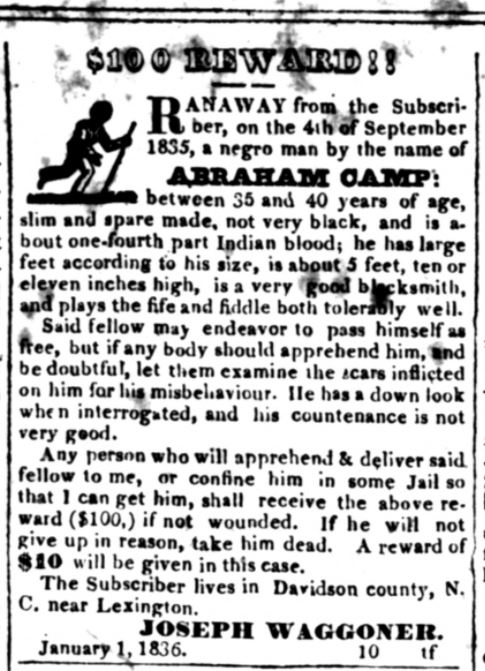 $100 REWARD!!
RANAWAY from the Subscri-
ber, on the 4th of September
1835, a negro man by the name of
ABRAHAM CAMP:
between 35 and 40 years of age,
slim and spare made, not very black, and is a-
bout one-fourth part Indian blood; he has large
feet according to his size, is about 5 feet, ten or
eleven inches high, is a very good blacksmith,
and plays the fife and fiddle both tolerably well.
Said fellow may endeavor to pass himself as
free, but if any body should apprehend him, and
be doubtful, let them examine the scars inflicted
on him for his misbehaviour. He has a down look
when interrogated, and his countenance is not
very good.
Any person who will apprehend & deliver said
fellow to me, or confine him in some Jail so
that I can get him, shall receive the above re-
ward ($100,) if not wounded. If he will not
give up in reason, take him dead. A reward of
$10 will be given in this case.
The Subscriber lives in Davidson county, N.
C. near Lexington.
JOSEPH WAGGONER.
January 1, 1836. 10 tf